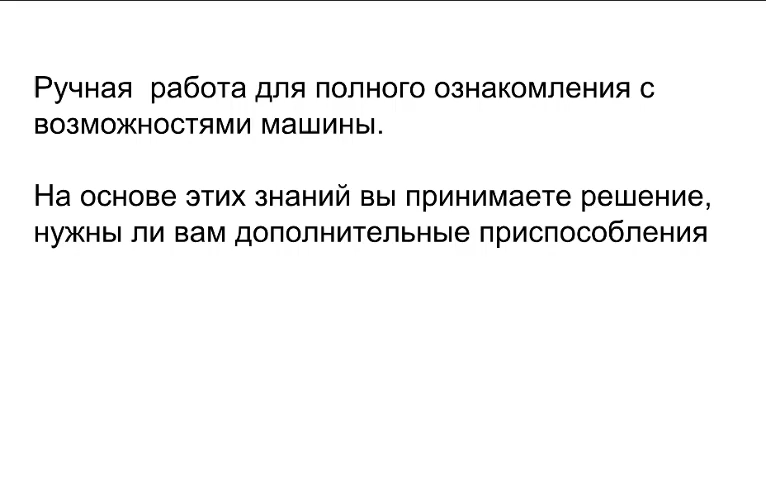 Ручная  работа для полного ознакомления с
возможностями машины.
На основе этих знаний вы принимаете решение,
нужны ли вам дополнительные приспособления